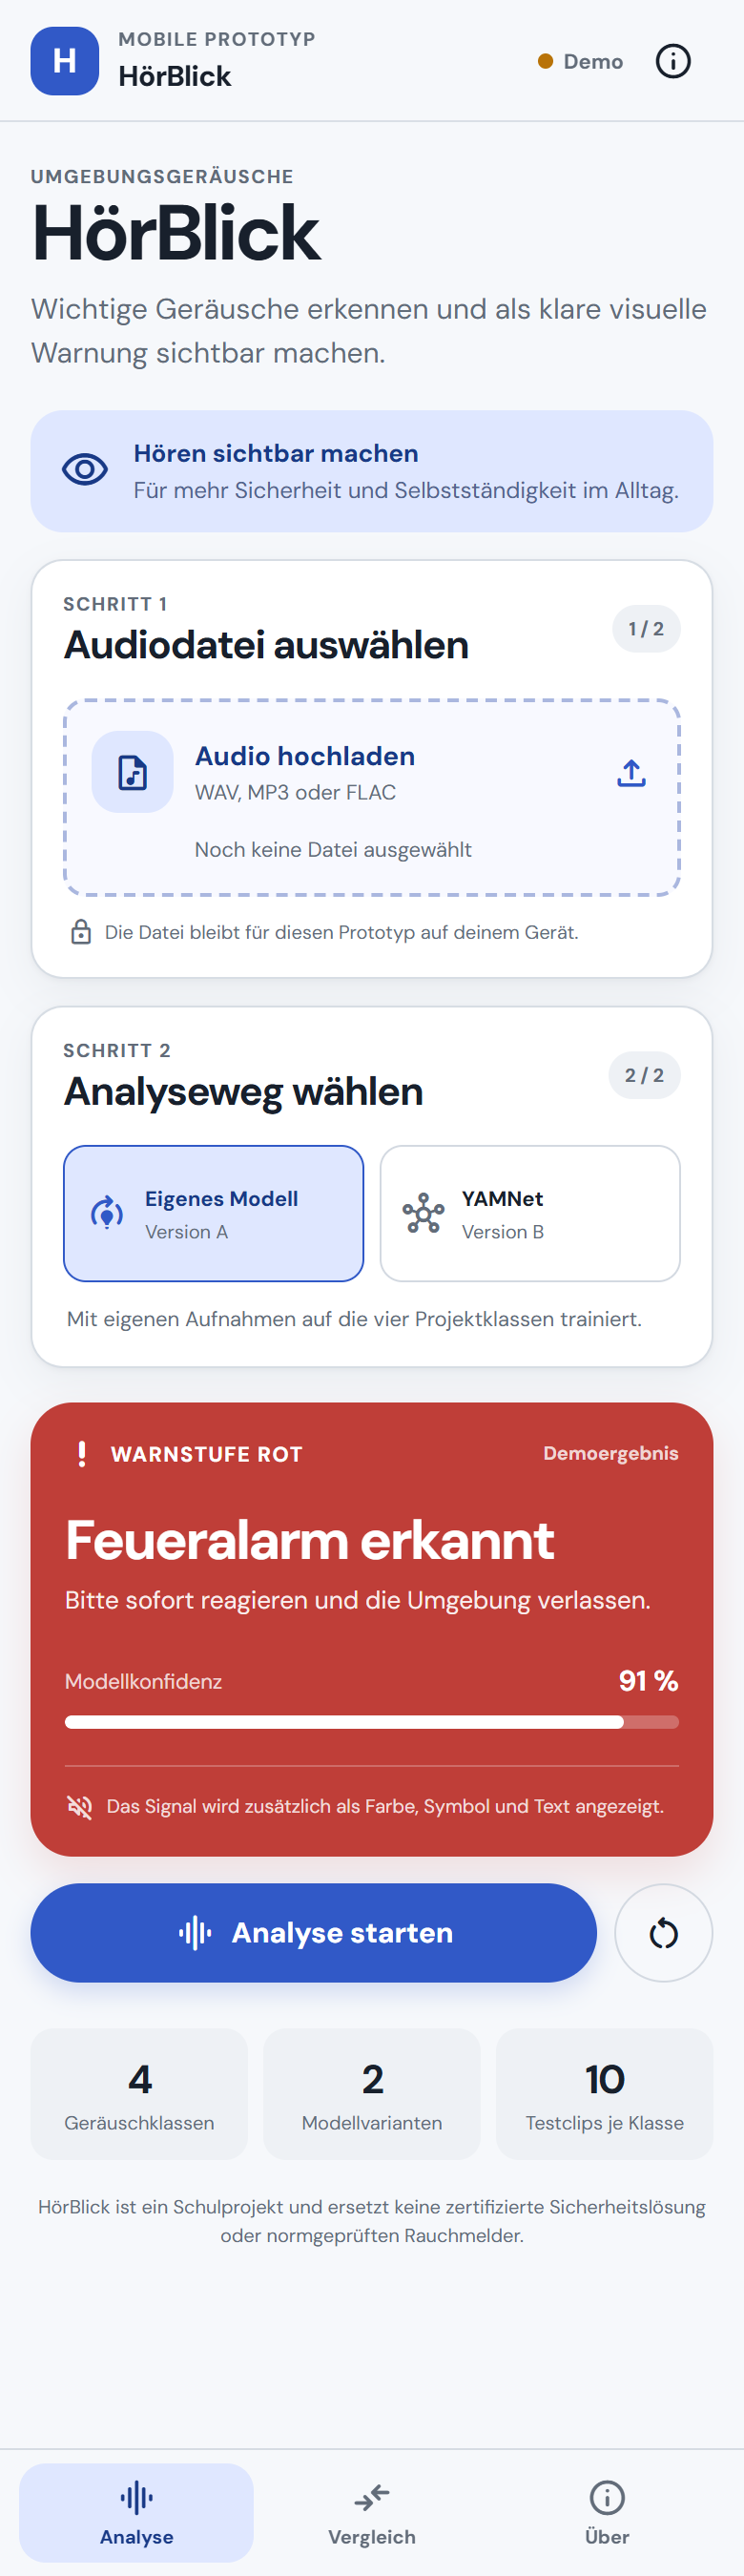 H
MOBILE PROTOTYP
HörBlick
Demo
UMGEBUNGSGERÄUSCHE
HörBlick
Wichtige Geräusche erkennen und als klare visuelle
Warnung sichtbar machen.
Hören sichtbar machen
Für mehr Sicherheit und Selbstständigkeit im Alltag.
SCHRITT 1
Audiodatei auswählen
1 / 2
Audio hochladen
WAV, MP3 oder FLAC
Noch keine Datei ausgewählt
Die Datei bleibt für diesen Prototyp auf deinem Gerät.
SCHRITT 2
Analyseweg wählen
2 / 2
Eigenes Modell
Version A
YAMNet
Version B
Mit eigenen Aufnahmen auf die vier Projektklassen trainiert.
WARNSTUFE ROT
Demoergebnis
Feueralarm erkannt
Bitte sofort reagieren und die Umgebung verlassen.
Modellkonfidenz
91 %
Das Signal wird zusätzlich als Farbe, Symbol und Text angezeigt.
Analyse starten
4
Geräuschklassen
2
Modellvarianten
10
Testclips je Klasse
HörBlick ist ein Schulprojekt und ersetzt keine zertifizierte Sicherheitslösung
oder normgeprüften Rauchmelder.
Analyse
Vergleich
Über